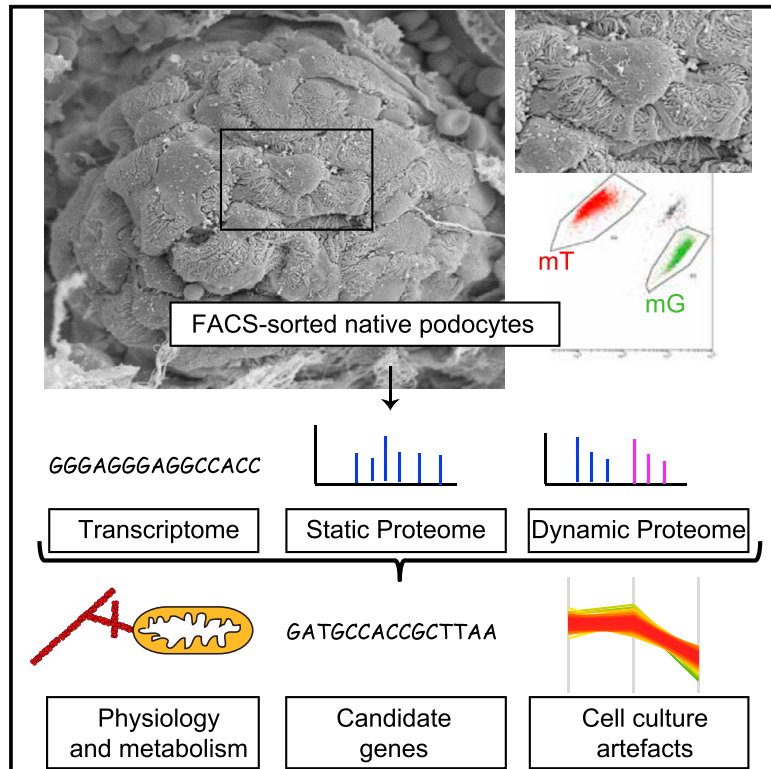 mT
mG
FACS-sorted native podocytes
GGGAGGGAGGCCACC
Transcriptome
Static Proteome
Dynamic Proteome
GATGCCACCGCTTAA
Physiology
and metabolism
Candidate
genes
Cell culture
artefacts